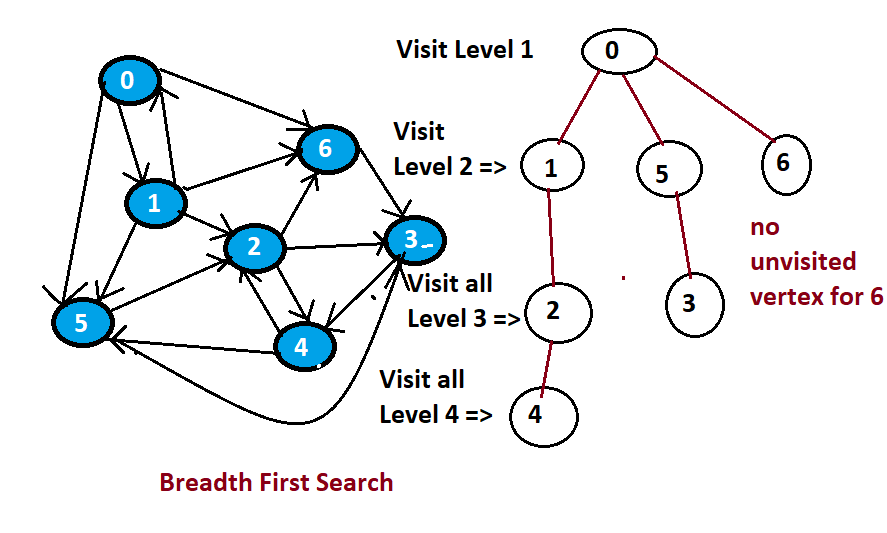 Visit Level 1
0
0
6
1
2
3
5
4
Visit
Level 2 =>
1
5
6
no
unvisited
vertex for 6
Visit all
Level 3 =>
2
3
Visit all
Level 4 =>
4
Breadth First Search